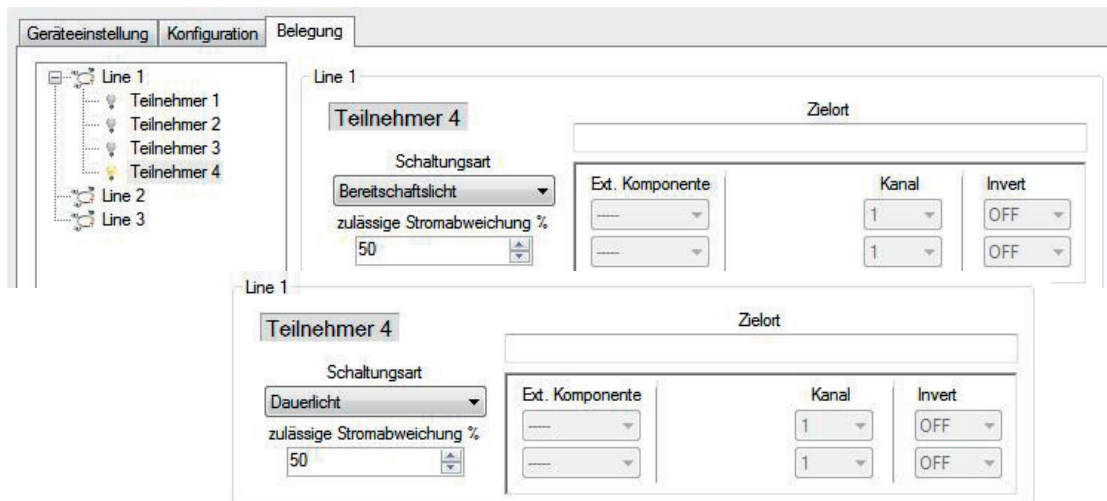 Geräteeinstellung Konfiguration Belegung
Line 1
Teilnehmer 1
Teilnehmer 2
Teilnehmer 3
Teilnehmer 4
Line 2
Line 3
Line 1
Teilnehmer 4
Zielort
Schaltungsart
Bereitschaftslicht
zulässige Stromabweichung %
50
Ext. Komponente Kanal Invert
----- 1 OFF
----- 1 OFF
Line 1
Teilnehmer 4
Zielort
Schaltungsart
Dauerlicht
zulässige Stromabweichung %
50
Ext. Komponente Kanal Invert
----- 1 OFF
----- 1 OFF